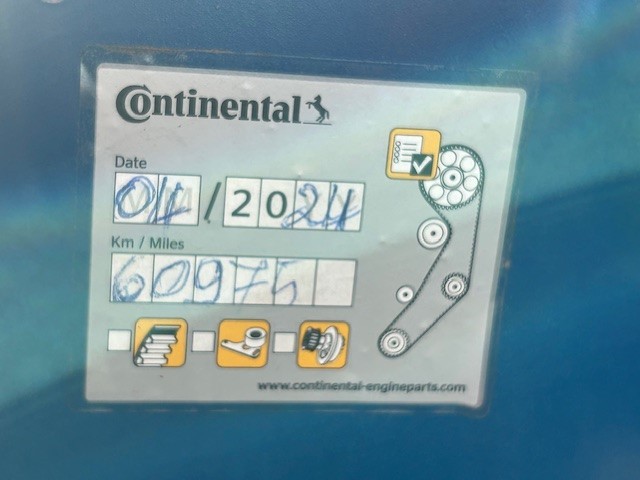 Continental
Date
04/2024
Km / Miles
60975
www.continental-engineparts.com